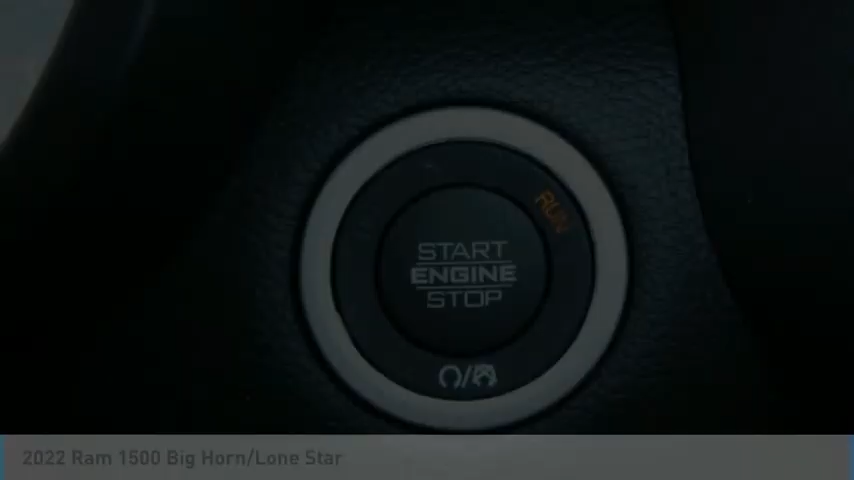 RUN
START
ENGINE
STOP
/
2022 Ram 1500 Big Horn/Lone Star